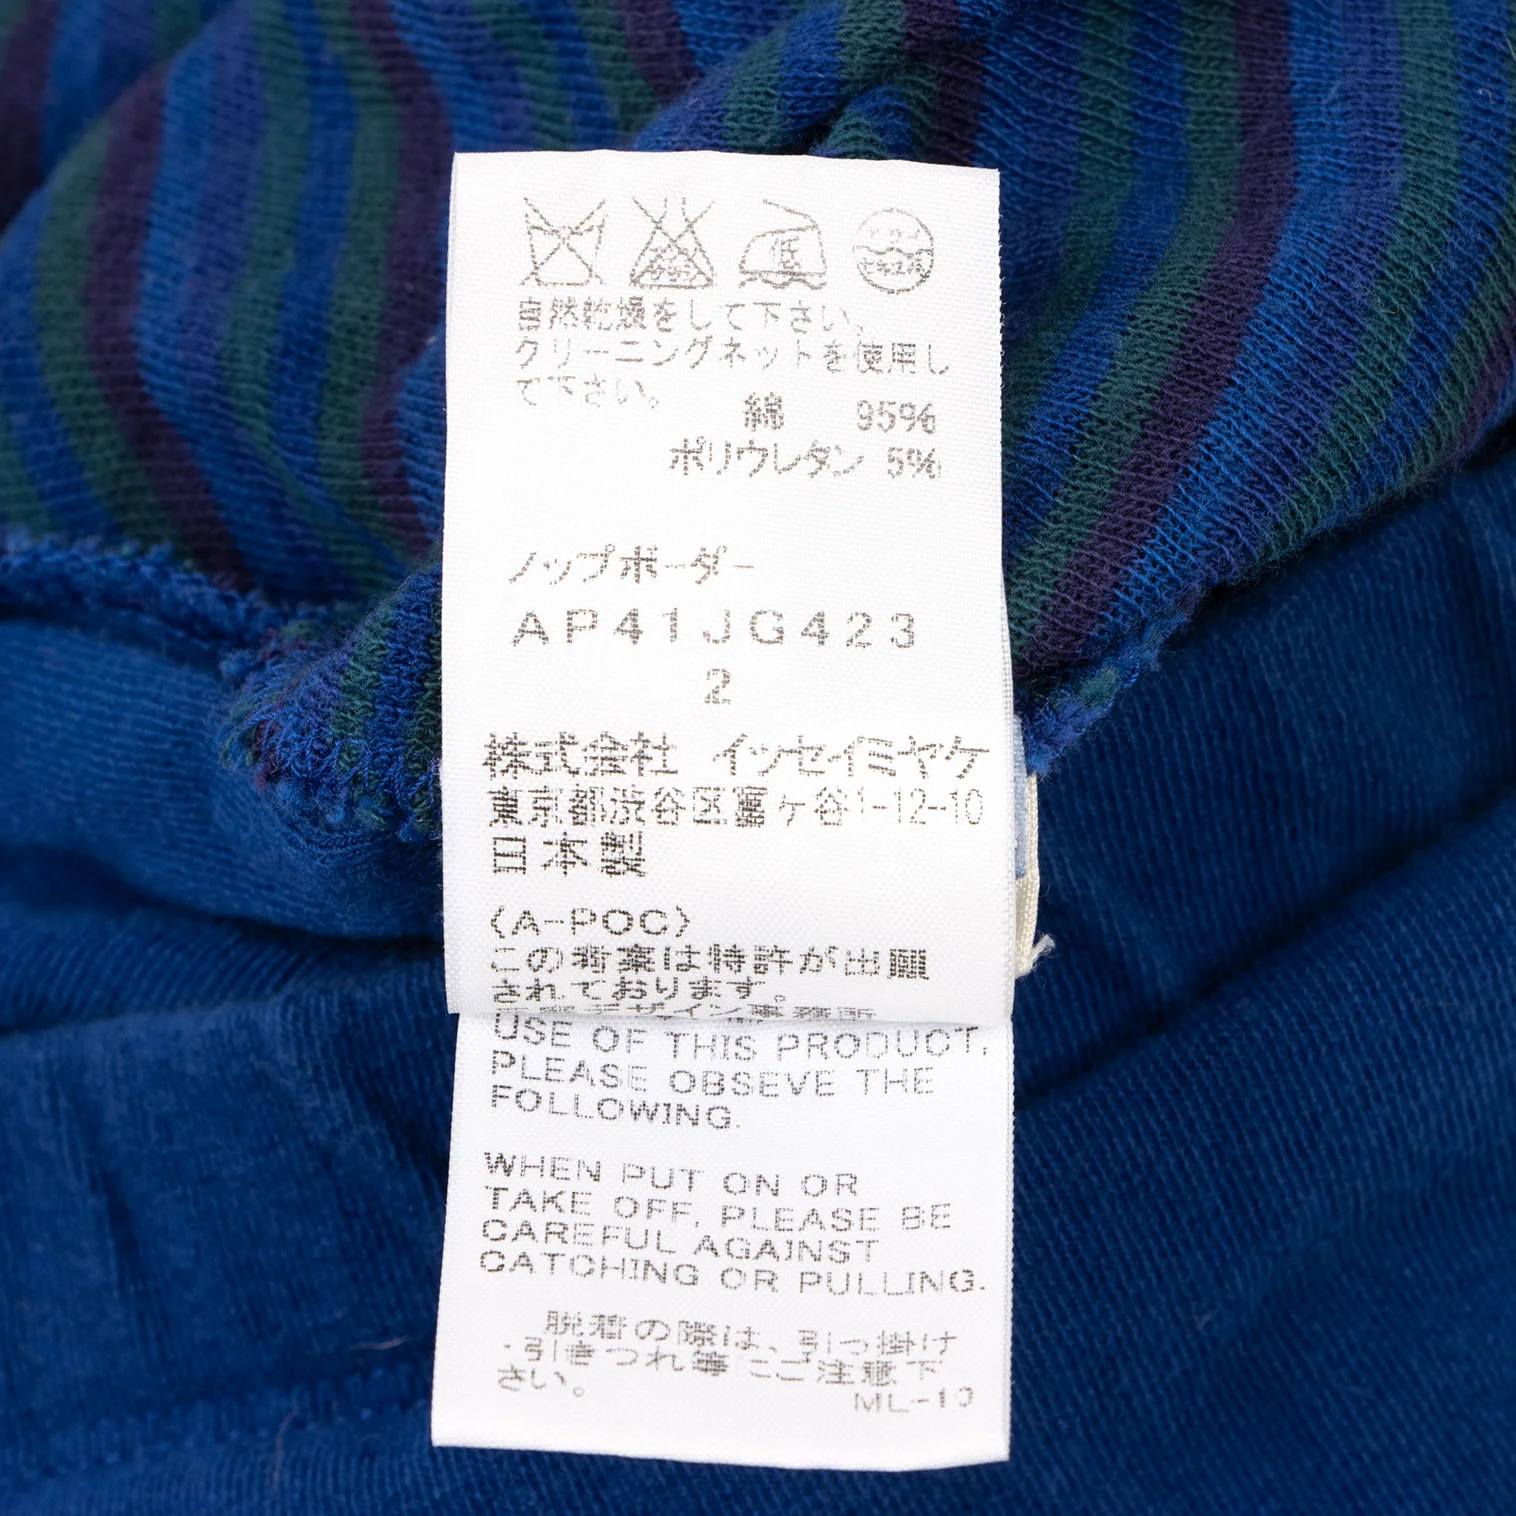 低
自然乾燥をして下さい。
クリーニングネットを使用し
て下さい。
綿 95%
ポリウレタン 5%
ノップボーダー
AP41JG423
2
株式会社 イッセイミヤケ
東京都渋谷区富ヶ谷1-12-10
日本製
〈A-POC〉
この考案は特許が出願
されております。
USE OF THIS PRODUCT,
PLEASE OBSEVE THE
FOLLOWING.
WHEN PUT ON OR
TAKE OFF, PLEASE BE
CAREFUL AGAINST
CATCHING OR PULLING.
脱着の際は、引っ掛け
・引きつれ等にご注意下
さい。
ML-10